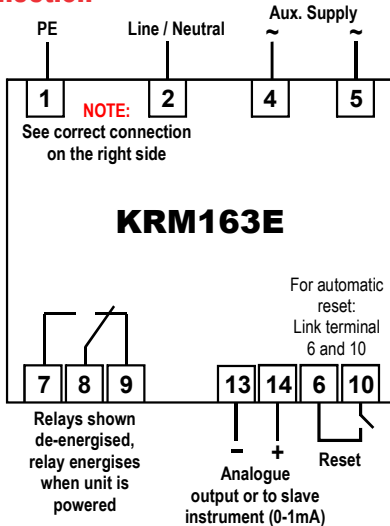 PE
Line / Neutral
Aux. Supply
~ ~
1 2 4 5
NOTE:
See correct connection
on the right side
KRM163E
For automatic
reset:
Link terminal
6 and 10
7 8 9 13 14 6 10
Relays shown
de-energised,
relay energises
when unit is
powered
- +
Analogue
output or to slave
instrument (0-1mA)
Reset